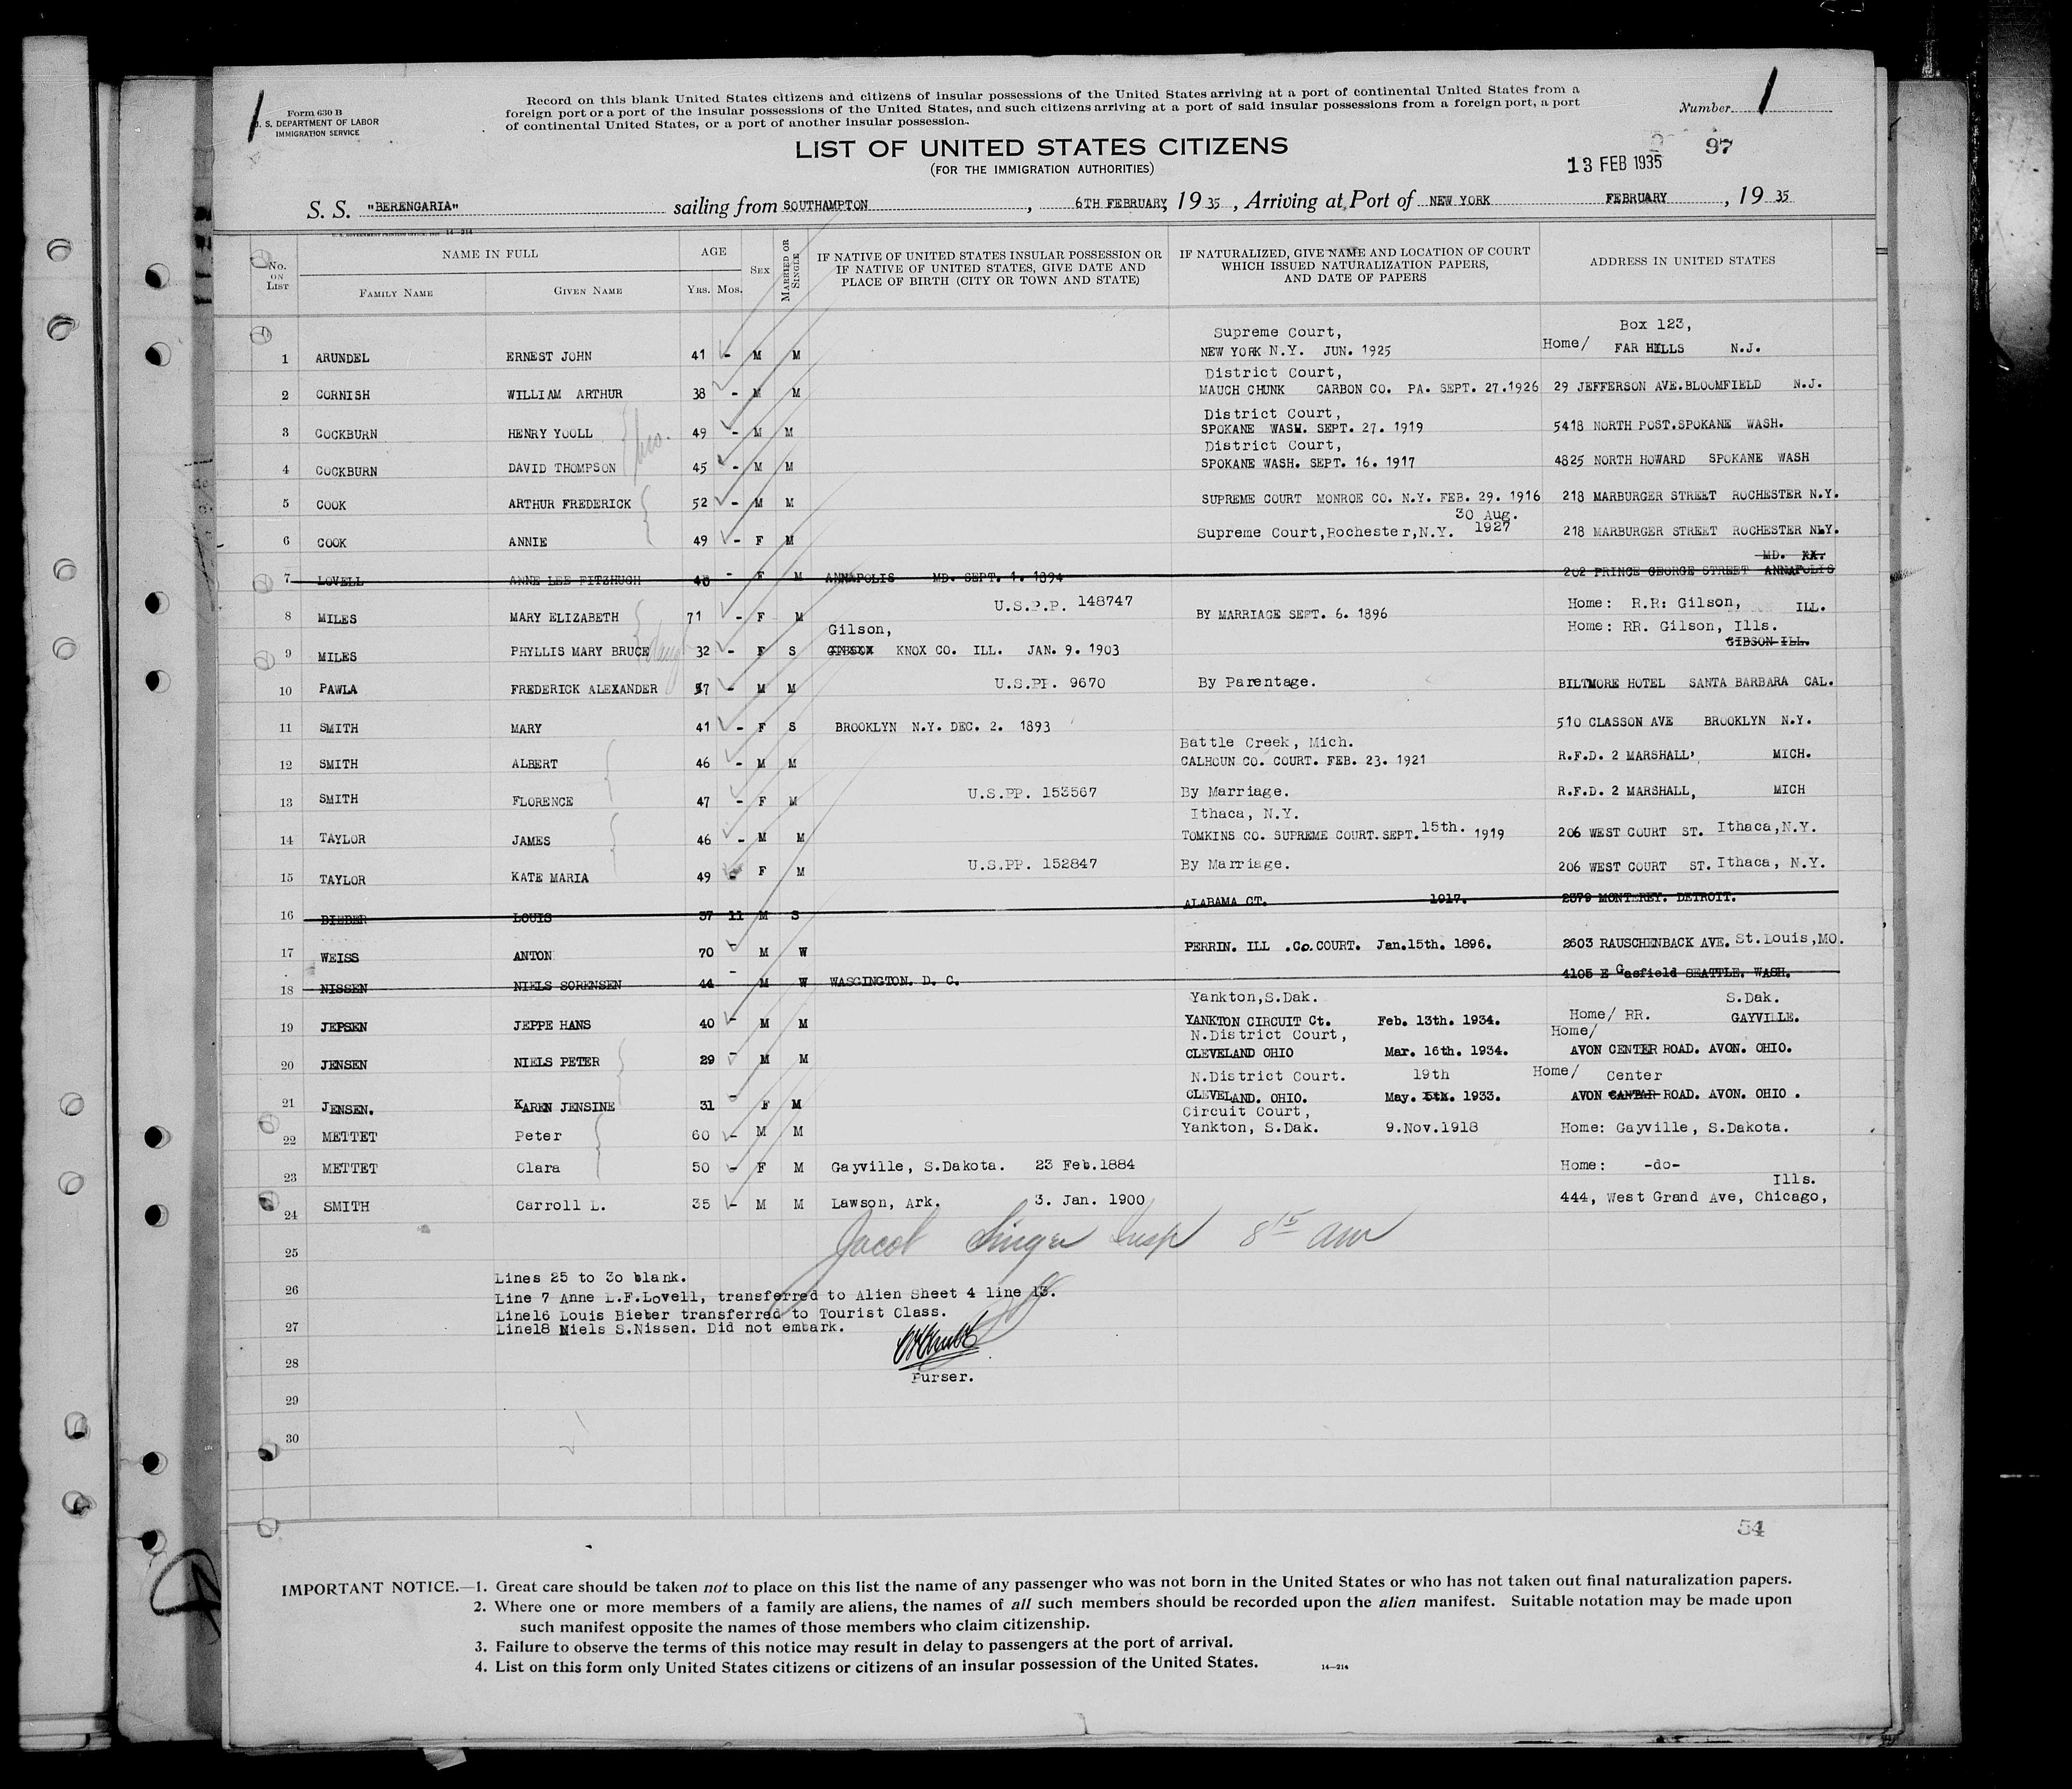 Form 630 B
U. S. DEPARTMENT OF LABOR
IMMIGRATION SERVICE
Record on this blank United States citizens and citizens of insular possessions of the United States arriving at a port of continental United States from a
foreign port or a port of the insular possessions of the United States, and such citizens arriving at a port of said insular possessions from a foreign port, a port
of continental United States, or a port of another insular possession.
Number 1
LIST OF UNITED STATES CITIZENS
(FOR THE IMMIGRATION AUTHORITIES)
13 FEB 1935
97
S. S. "BERENGARIA" sailing from SOUTHAMPTON, 6TH FEBRUARY, 1935, Arriving at Port of NEW YORK FEBRUARY, 1935
No. ON LIST
NAME IN FULL
FAMILY NAME GIVEN NAME
AGE
YRS. MOS.
SEX
MARRIED OR SINGLE
IF NATIVE OF UNITED STATES INSULAR POSSESSION OR
IF NATIVE OF UNITED STATES, GIVE DATE AND
PLACE OF BIRTH (CITY OR TOWN AND STATE)
IF NATURALIZED, GIVE NAME AND LOCATION OF COURT
WHICH ISSUED NATURALIZATION PAPERS,
AND DATE OF PAPERS
ADDRESS IN UNITED STATES
Supreme Court, Box 123,
1 ARUNDEL ERNEST JOHN 41 - M M NEW YORK N.Y. JUN. 1925 Home/ FAR HILLS N.J.
District Court,
2 CORNISH WILLIAM ARTHUR 38 - M M MAUCH CHUNK CARBON CO. PA. SEPT. 27.1926 29 JEFFERSON AVE.BLOOMFIELD N.J.
District Court,
3 COCKBURN HENRY YOOLL 49 - M M SPOKANE WASH. SEPT. 27. 1919 5418 NORTH POST.SPOKANE WASH.
District Court,
4 COCKBURN DAVID THOMPSON 45 - M M SPOKANE WASH. SEPT. 16. 1917 4825 NORTH HOWARD SPOKANE WASH
5 COOK ARTHUR FREDERICK 52 - M M SUPREME COURT MONROE CO. N.Y. FEB. 29. 1916 218 MARBURGER STREET ROCHESTER N.Y.
30 Aug.
6 COOK ANNIE 49 - F M Supreme Court,Rochester,N.Y. 1927 218 MARBURGER STREET ROCHESTER N.Y.
MD.
7 LOVELL ANNE LEE FITZHUGH 40 - F M ANNAPOLIS MD. SEPT. 1. 1894 202 PRINCE GEORGE STREET ANNAPOLIS
8 MILES MARY ELIZABETH 71 - F M U.S.P.P. 148747 BY MARRIAGE SEPT. 6. 1896 Home: R.R: Gilson, ILL.
Gilson, Home: RR. Gilson, Ills.
9 MILES PHYLLIS MARY BRUCE 32 - F S GIBSON KNOX CO. ILL. JAN. 9. 1903 GIBSON ILL.
10 PAWLA FREDERICK ALEXANDER 57 - M M U.S.PP. 9670 By Parentage. BILTMORE HOTEL SANTA BARBARA CAL.
11 SMITH MARY 41 - F S BROOKLYN N.Y. DEC. 2. 1893 510 CLASSON AVE BROOKLYN N.Y.
Battle Creek, Mich.
12 SMITH ALBERT 46 - M M CALHOUN CO. COURT. FEB. 23. 1921 R.F.D. 2 MARSHALL, MICH.
13 SMITH FLORENCE 47 - F M U.S.PP. 153567 By Marriage. R.F.D. 2 MARSHALL, MICH
Ithaca, N.Y.
14 TAYLOR JAMES 46 - M M TOMKINS CO. SUPREME COURT.SEPT.15th. 1919 206 WEST COURT ST. Ithaca,N.Y.
15 TAYLOR KATE MARIA 49 - F M U.S.PP. 152847 By Marriage. 206 WEST COURT ST. Ithaca, N.Y.
16 BIEBER LOUIS 37 11 M S ALABAMA CT. 1917. 2379 MONTEREY. DETROIT.
17 WEISS ANTON 70 - M W PERRIN. ILL .Co.COURT. Jan.15th. 1896. 2603 RAUSCHENBACK AVE. St.Louis,MO.
18 NISSEN NIELS SORENSEN 44 - M W WASGINGTON. D. C. 4105 E Gasfield SEATTLE. WASH.
Yankton,S.Dak. S.Dak.
19 JEPSEN JEPPE HANS 40 - M M YANKTON CIRCUIT Ct. Feb. 13th. 1934. Home/ RR. GAYVILLE.
N.District Court, Home/
20 JENSEN NIELS PETER 29 - M M CLEVELAND OHIO Mar. 16th. 1934. AVON CENTER ROAD. AVON. OHIO.
N.District Court. 19th Home/ Center
21 JENSEN. KAREN JENSINE 31 - F M CLEVELAND. OHIO. May. 5th. 1933. AVON CANTAR ROAD. AVON. OHIO .
Circuit Court,
22 METTET Peter 60 - M M Yankton, S.Dak. 9.Nov.1918 Home: Gayville, S.Dakota.
23 METTET Clara 50 - F M Gayville, S.Dakota. 23 Feb.1884 Home: -do-
Ills.
24 SMITH Carroll L. 35 - M M Lawson, Ark. 3. Jan. 1900 444, West Grand Ave, Chicago,
Jacob Singer Insp
25
Lines 25 to 30 blank.
26
Line 7 Anne L.F.Lovell, transferred to Alien Sheet 4 line 13.
Line16 Louis Bieber transferred to Tourist Class.
27
Line18 Niels S.Nissen. Did not embark.
28
Purser.
29
30
54
IMPORTANT NOTICE.—1. Great care should be taken not to place on this list the name of any passenger who was not born in the United States or who has not taken out final naturalization papers.
2. Where one or more members of a family are aliens, the names of all such members should be recorded upon the alien manifest. Suitable notation may be made upon
such manifest opposite the names of those members who claim citizenship.
3. Failure to observe the terms of this notice may result in delay to passengers at the port of arrival.
4. List on this form only United States citizens or citizens of an insular possession of the United States.
14—214